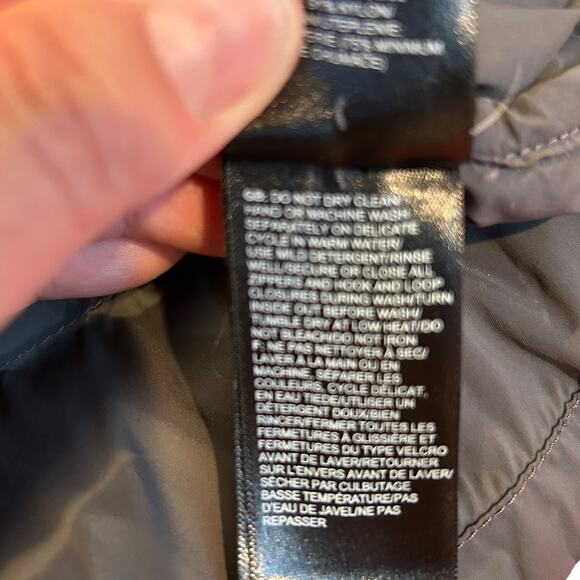 NYLON
MINIMUM
GB. DO NOT DRY CLEAN/
HAND OR MACHINE WASH
SEPARATELY ON DELICATE
CYCLE IN WARM WATER/
USE MILD DETERGENT/RINSE
WELL/SECURE OR CLOSE ALL
ZIPPERS AND HOOK AND LOOP
CLOSURES DURING WASH/TURN
INSIDE OUT BEFORE WASH/
TUMBLE DRY AT LOW HEAT/DO
NOT BLEACH/DO NOT IRON
F. NE PAS NETTOYER À SEC/
LAVER À LA MAIN OU EN
MACHINE. SÉPARER LES
COULEURS. CYCLE DÉLICAT,
EN EAU TIÈDE/UTILISER UN
DÉTERGENT DOUX/BIEN
RINCER/FERMER TOUTES LES
FERMETURES À GLISSIÈRE ET
FERMETURES DU TYPE VELCRO
AVANT DE LAVER/RETOURNER
SUR L'ENVERS AVANT DE LAVER/
SÉCHER PAR CULBUTAGE
BASSE TEMPÉRATURE/PAS
D'EAU DE JAVEL/NE PAS
REPASSER